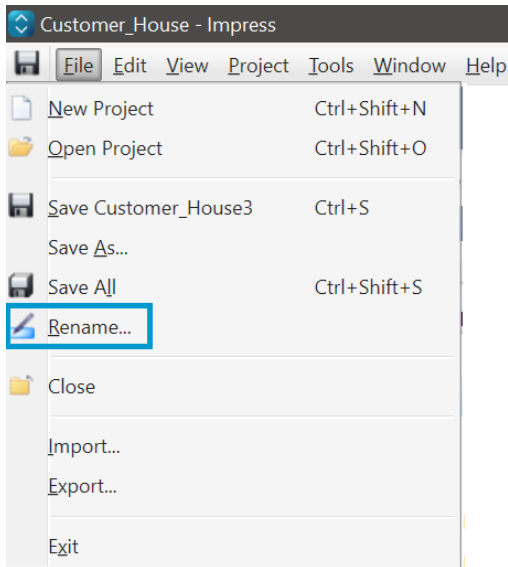 Customer_House - Impress
File Edit View Project Tools Window Help
New Project Ctrl+Shift+N
Open Project Ctrl+Shift+O
Save Customer_House3 Ctrl+S
Save As...
Save All Ctrl+Shift+S
Rename...
Close
Import...
Export...
Exit